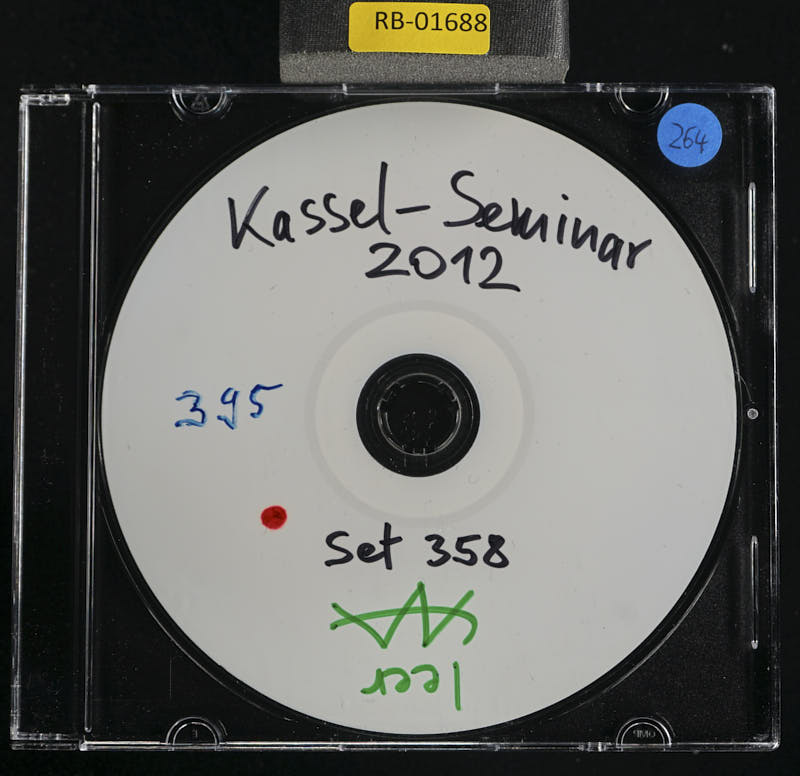 RB-01688
264
Kassel-Seminar
2012
395
Set 358
leer